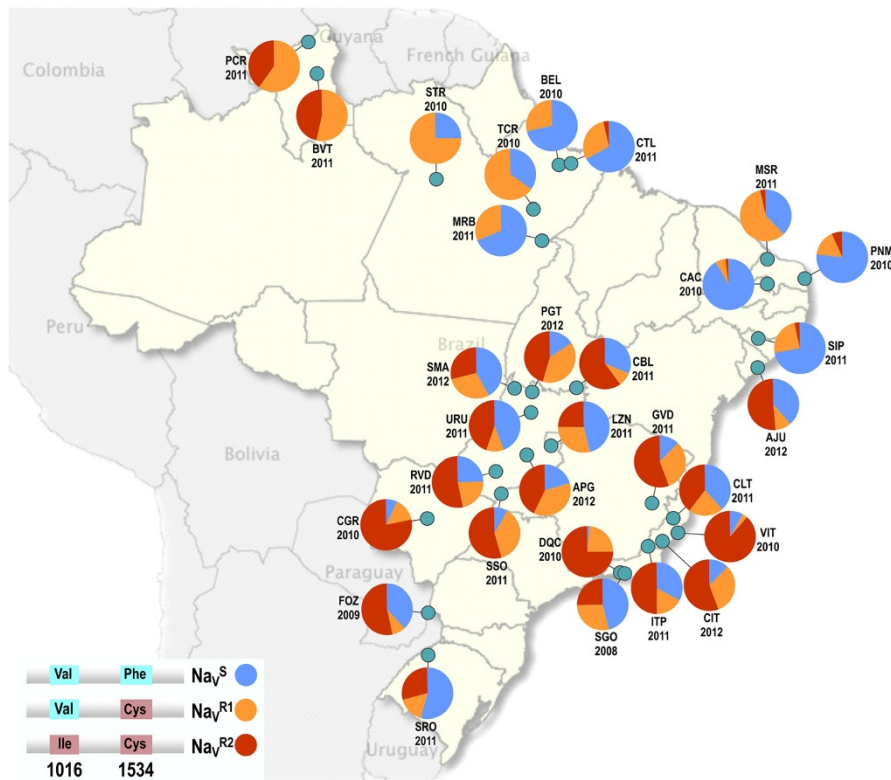 Guyana
French Guiana
Colombia
Peru
Brazil
Bolivia
Paraguay
Uruguay
PCR
2011
BVT
2011
STR
2010
BEL
2010
TCR
2010
CTL
2011
MRB
2011
MSR
2011
PNM
2010
CAC
2010
PGT
2012
SMA
2012
CBL
2011
SIP
2011
AJU
2012
URU
2011
LZN
2011
GVD
2011
RVD
2011
APG
2012
CLT
2011
CGR
2010
SSO
2011
DQC
2010
VIT
2010
FOZ
2009
SGO
2008
ITP
2011
CIT
2012
SRO
2011
Val Phe NaVS
Val Cys NaVR1
Ile Cys NaVR2
1016 1534